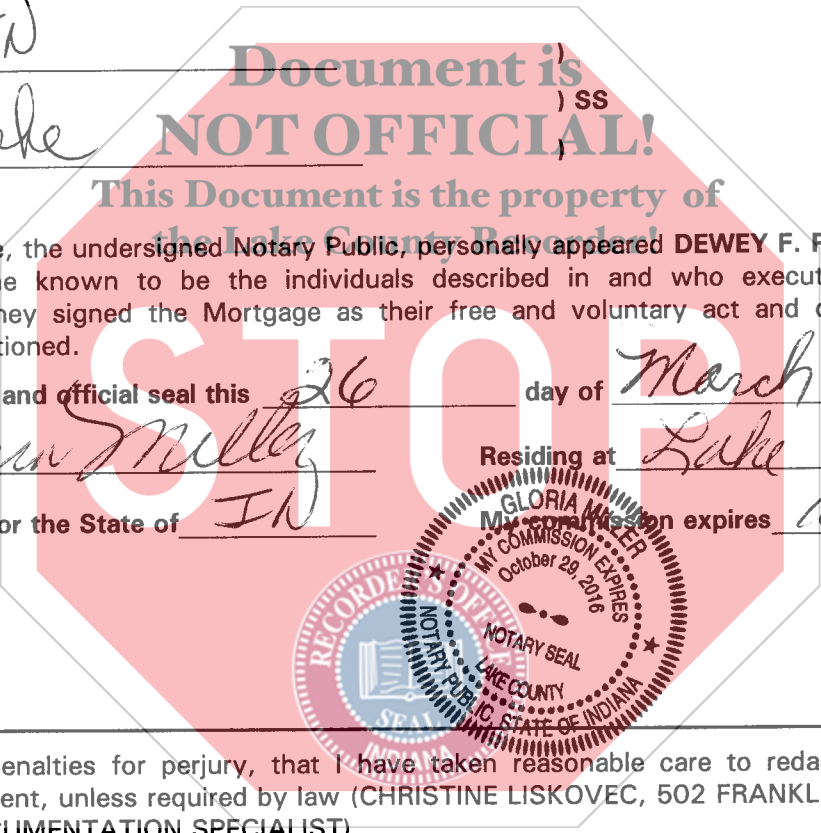 IN
Document is
)
) SS
NOT OFFICIAL!
)
This Document is the property of
the Lake County Recorder!
, the undersigned Notary Public, personally appeared DEWEY F.
known to be the individuals described in and who
signed the Mortgage as their free and voluntary act and
and official seal this 26 day of March
Miller
Residing at Lake
the State of IN
My commission expires
STOP
GLORIA MILLER
MY COMMISSION EXPIRES
October 29, 2016
NOTARY SEAL
LAKE COUNTY
NOTARY PUBLIC, STATE OF INDIANA
RECORDER'S OFFICE
SEAL
INDIANA
enalties for perjury, that I have taken reasonable care to
ent, unless required by law (CHRISTINE LISKOVEC, 502 FRANKL
CUMENTATION SPECIALIST)